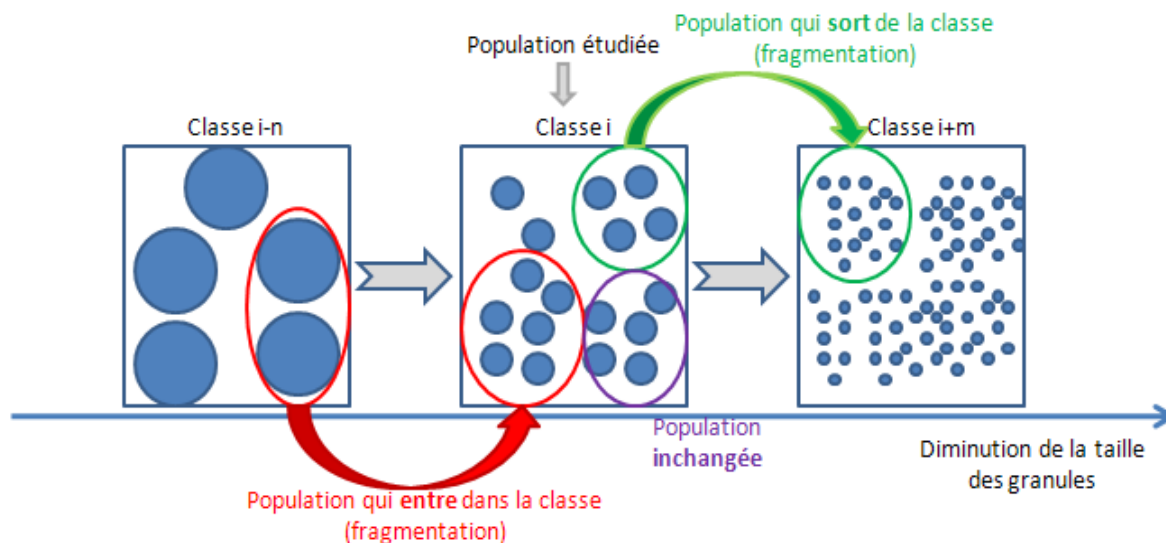 Population étudiée
Population qui sort de la classe
(fragmentation)
Classe i-n
Classe i
Classe i+m
Population
inchangée
Diminution de la taille
des granules
Population qui entre dans la classe
(fragmentation)